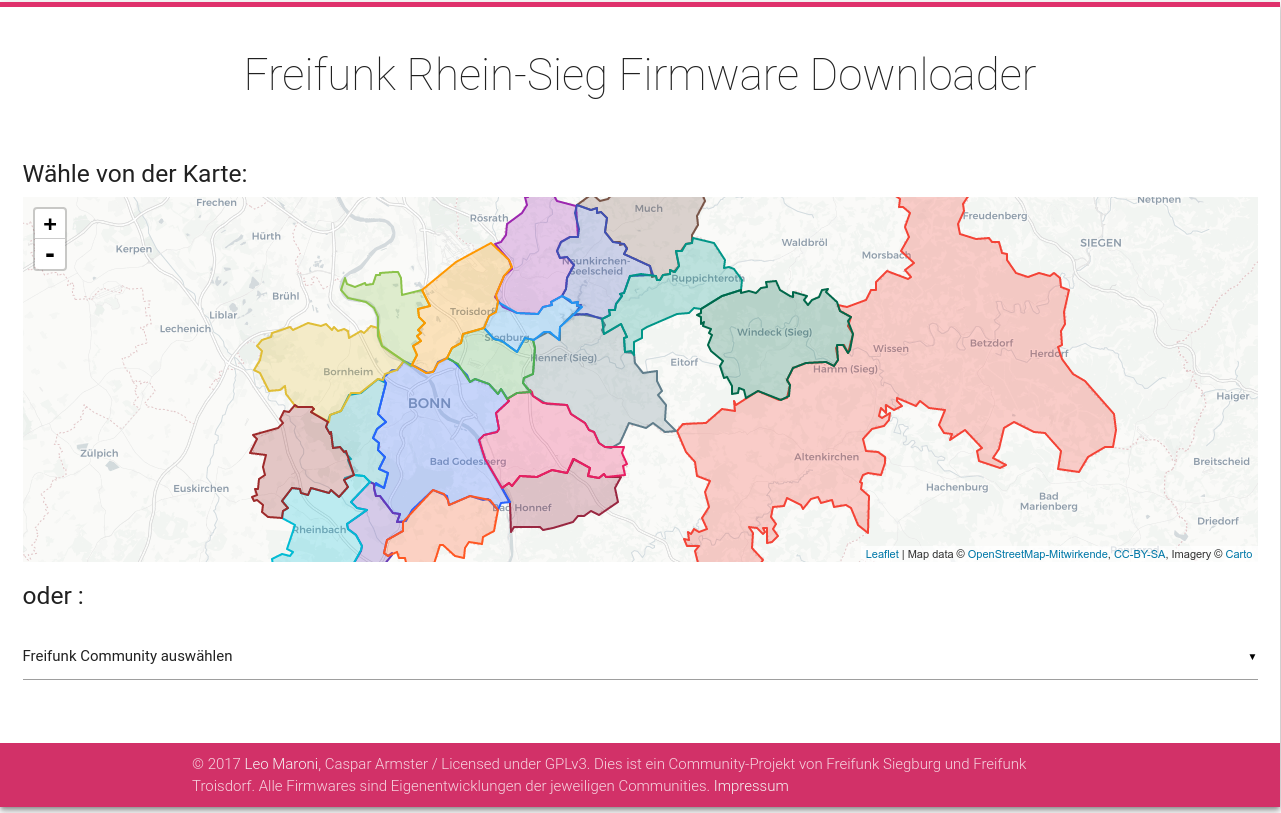 Freifunk Rhein-Sieg Firmware Downloader
Wähle von der Karte:
+
-
Frechen
Much
Netphen
Rösrath
Freudenberg
Hürth
Waldbröl
SIEGEN
Kerpen
Morsbach
Neunkirchen-
Seelscheid
Ruppichteroth
Brühl
Liblar
Troisdorf
Lechenich
Siegburg
Windeck (Sieg)
Wissen
Betzdorf
Herdorf
Hennef (Sieg)
Eitorf
Bornheim
Hamm (Sieg)
Haiger
BONN
Zülpich
Bad Godesberg
Altenkirchen
Breitscheid
Euskirchen
Hachenburg
Bad
Marienberg
Bad Honnef
Driedorf
Rheinbach
Leaflet | Map data © OpenStreetMap-Mitwirkende, CC-BY-SA, Imagery © Carto
oder :
Freifunk Community auswählen
▼
© 2017 Leo Maroni, Caspar Armster / Licensed under GPLv3. Dies ist ein Community-Projekt von Freifunk Siegburg und Freifunk
Troisdorf. Alle Firmwares sind Eigenentwicklungen der jeweiligen Communities. Impressum